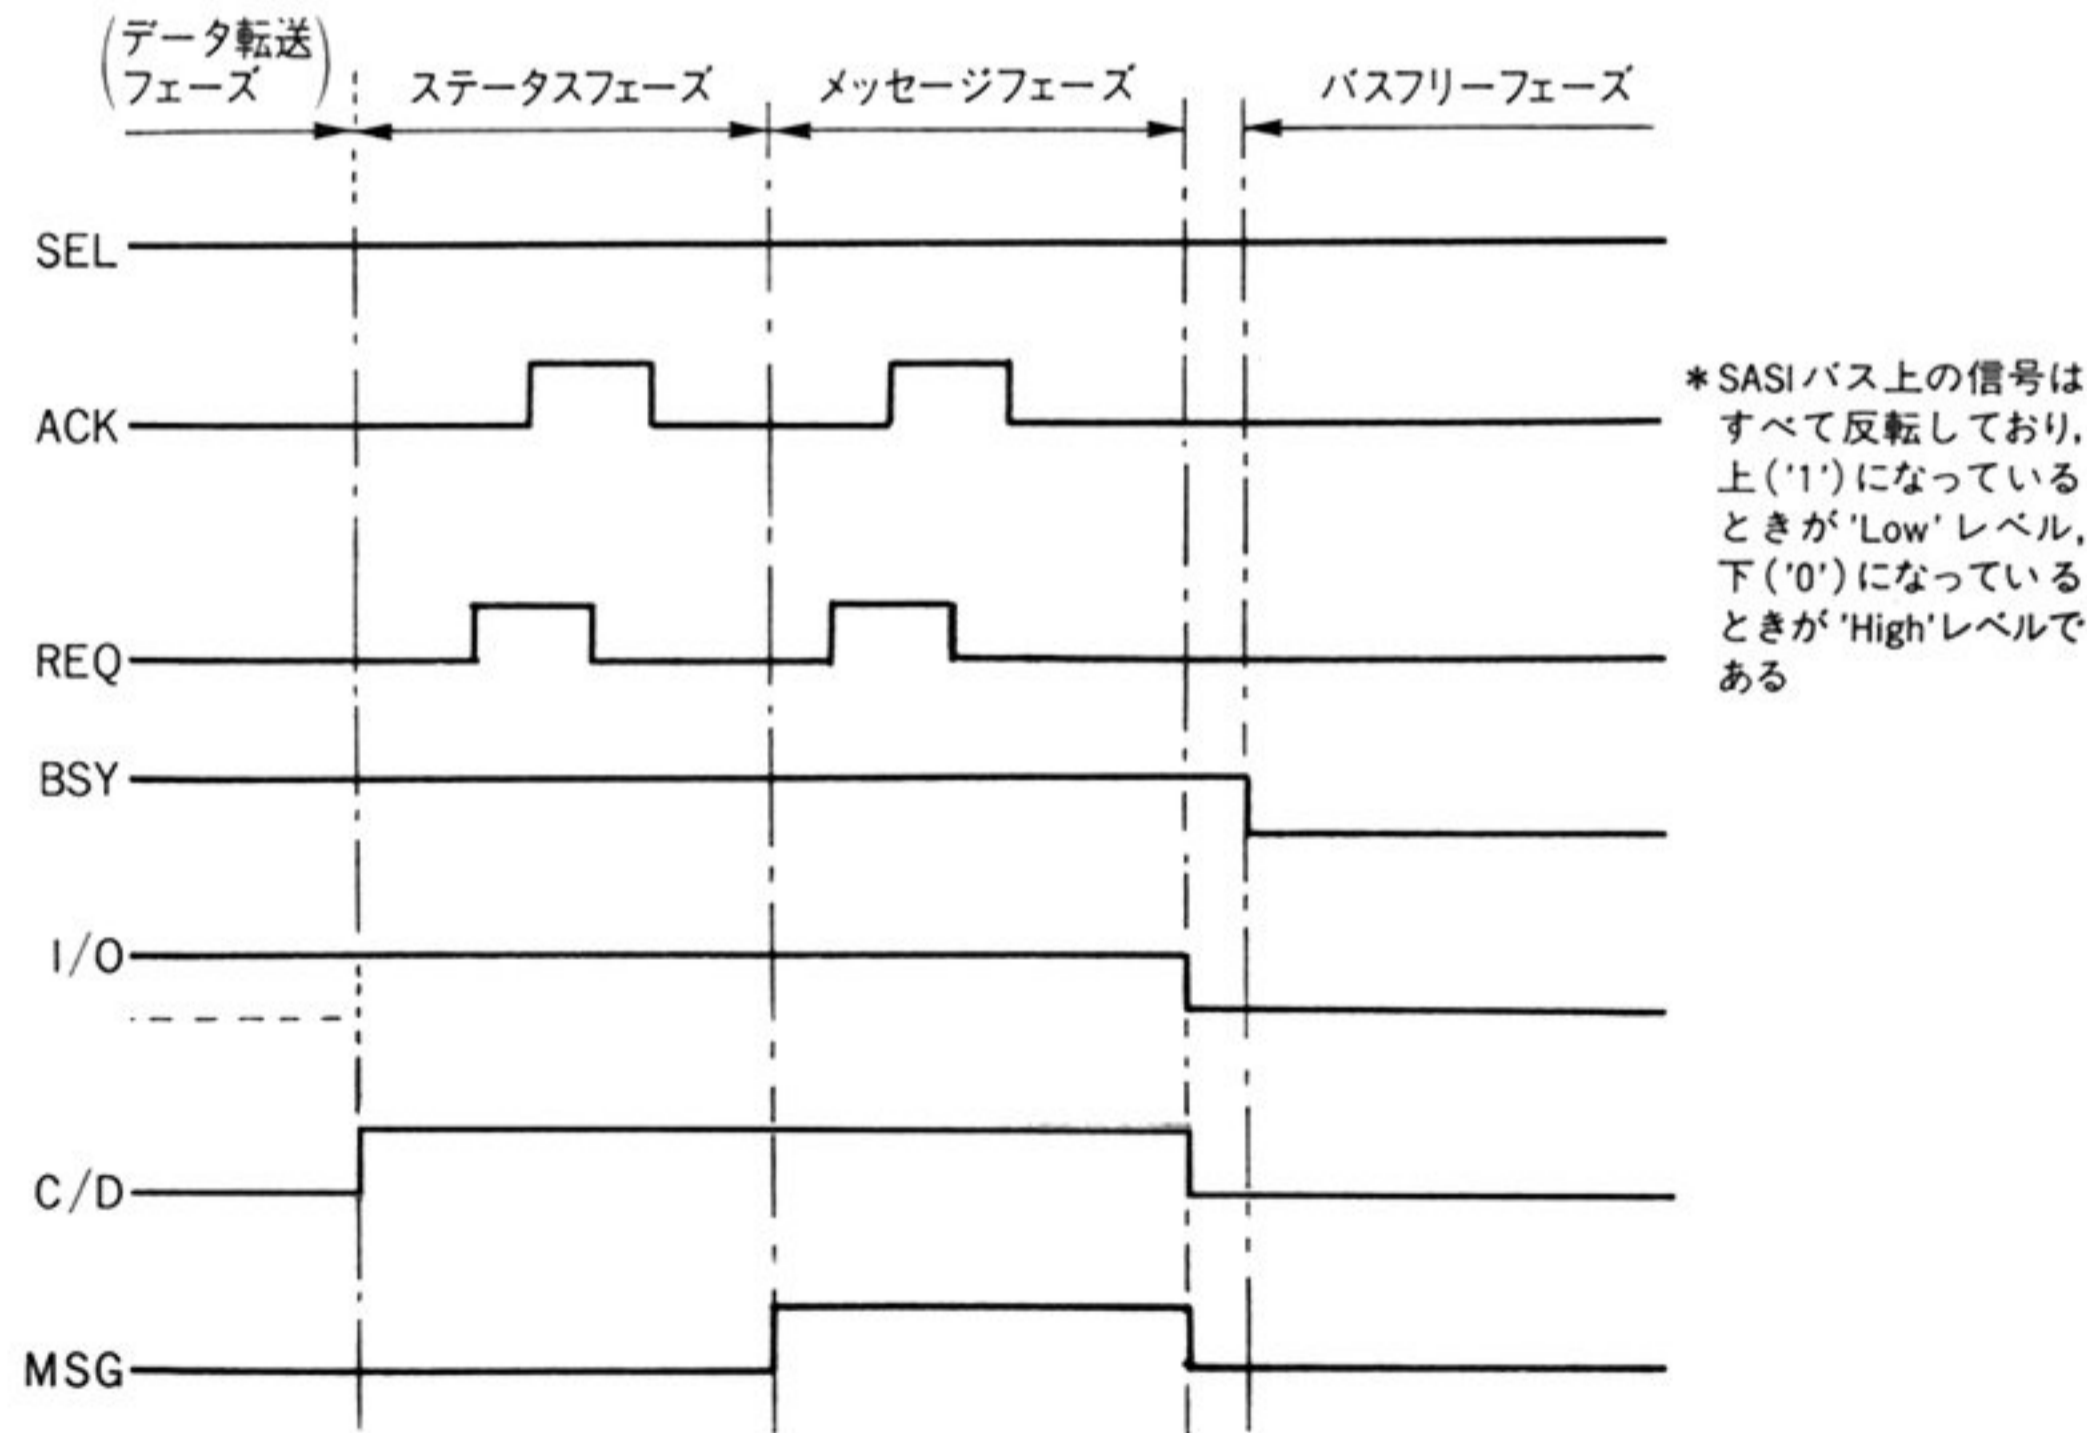 データ転送
フェーズ
ステータスフェーズ
メッセージフェーズ
バスフリーフェーズ
SEL
ACK
REQ
BSY
I/O
C/D
MSG
*SASIバス上の信号は
すべて反転しており,
上('1')になっている
ときが'Low'レベル,
下('0')になっている
ときが'High'レベルで
ある